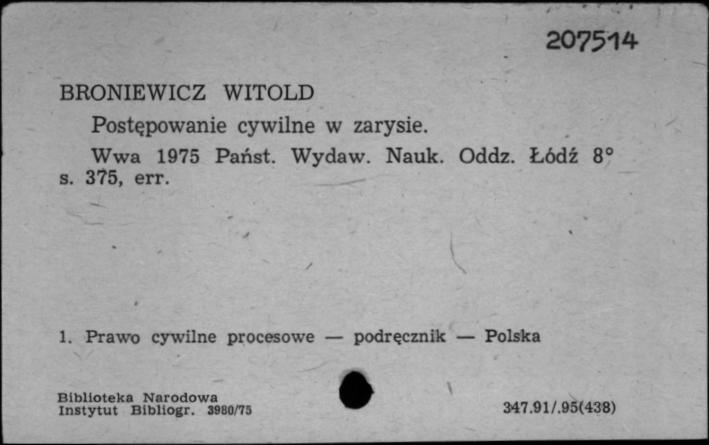 207514
BRONIEWICZ WITOLD
Postępowanie cywilne w zarysie.
Wwa 1975 Państ. Wydaw. Nauk. Oddz. Łódź 8°
s. 375, err.
1. Prawo cywilne procesowe — podręcznik — Polska
Biblioteka Narodowa
Instytut Bibliogr. 3980/75
347.91/.95(438)